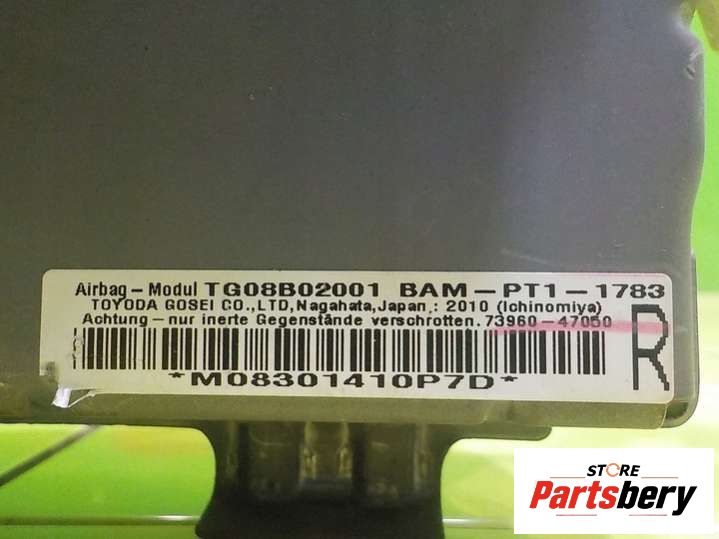 Airbag - Modul TG08B02001 BAM - PT1 - 1783
TOYODA GOSEI CO.,LTD,Nagahata,Japan : 2010 (Ichinomiya)
Achtung - nur inerte Gegenstände verschrotten. 73960 - 47050
R
*M08301410P7D*
STORE
Partsbery